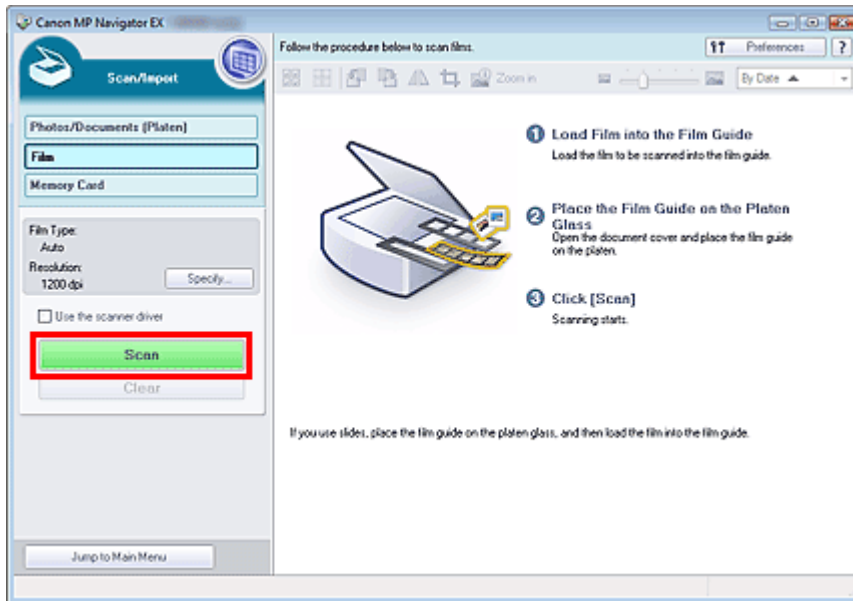 Canon MP Navigator EX
Scan/Import
Follow the procedure below to scan films.
Preferences
?
Zoom in
By Date
Photos/Documents (Platen)
Film
Memory Card
Film Type:
Auto
Resolution:
1200 dpi
Specify...
Use the scanner driver
Scan
Clear
1 Load Film into the Film Guide
Load the film to be scanned into the film guide.
2 Place the Film Guide on the Platen
Glass
Open the document cover and place the film guide
on the platen.
3 Click [Scan]
Scanning starts.
If you use slides, place the film guide on the platen glass, and then load the film into the film guide.
Jump to Main Menu